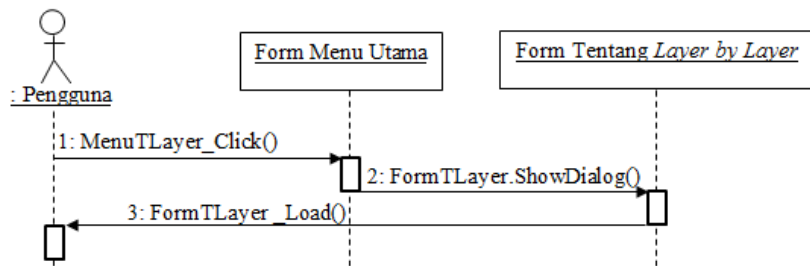 Form Menu Utama
Form Tentang Layer by Layer
: Pengguna
1: MenuTLayer_Click()
2: FormTLayer.ShowDialog()
3: FormTLayer _Load()